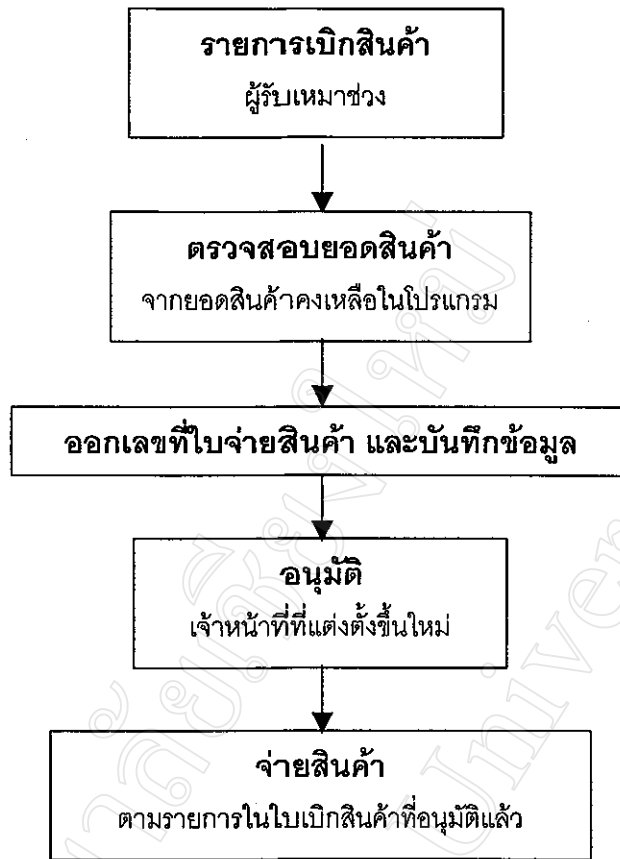 รายการเบิกสินค้า
ผู้รับเหมาช่วง
ตรวจสอบยอดสินค้า
จากยอดสินค้าคงเหลือในโปรแกรม
ออกเลขที่ใบจ่ายสินค้า และบันทึกข้อมูล
อนุมัติ
เจ้าหน้าที่ที่แต่งตั้งขึ้นใหม่
จ่ายสินค้า
ตามรายการในใบเบิกสินค้าที่อนุมัติแล้ว